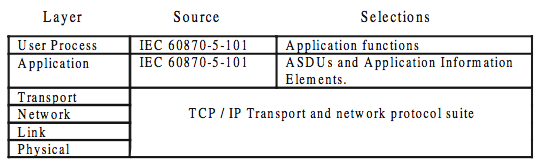 Layer Source Selections
User Process IEC 60870-5-101 Application functions
Application IEC 60870-5-101 ASDUs and Application Information
Elements.
Transport
Network TCP / IP Transport and network protocol suite
Link
Physical